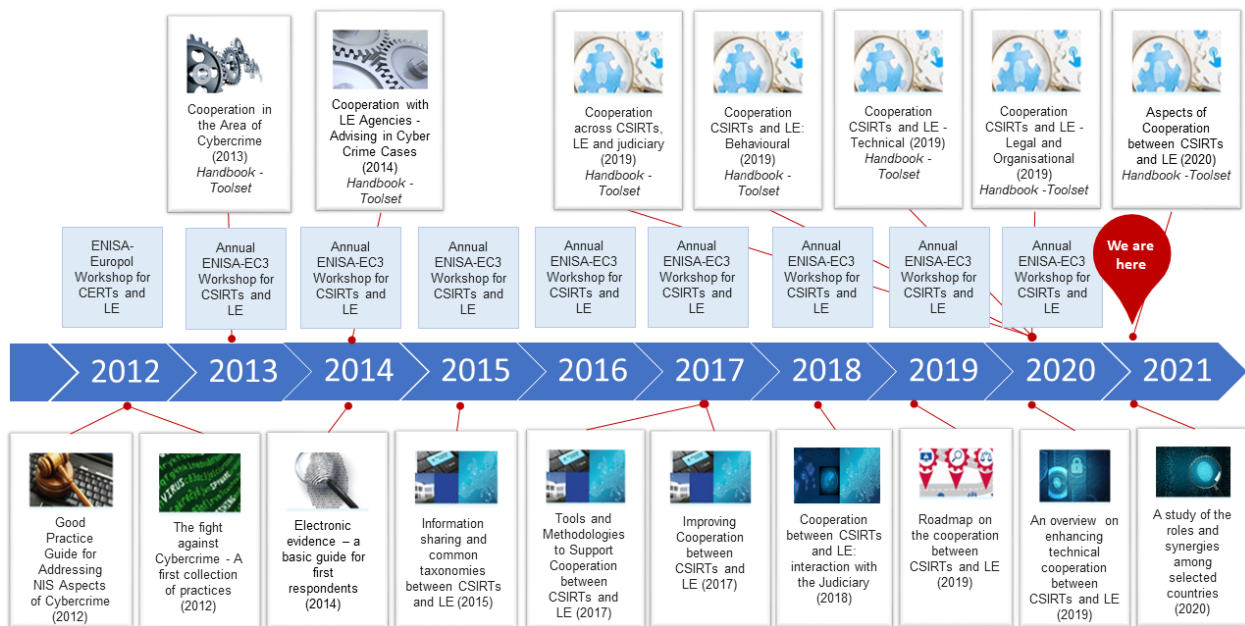 Cooperation in
the Area of
Cybercrime
(2013)
Handbook -
Toolset
Cooperation with
LE Agencies -
Advising in Cyber
Crime Cases
(2014)
Handbook -
Toolset
Cooperation
across CSIRTs,
LE and judiciary
(2019)
Handbook -
Toolset
Cooperation
CSIRTs and LE:
Behavioural
(2019)
Handbook -
Toolset
Cooperation
CSIRTs and LE -
Technical (2019)
Handbook -
Toolset
Cooperation
CSIRTs and LE -
Legal and
Organisational
(2019)
Handbook -Toolset
Aspects of
Cooperation
between CSIRTs
and LE (2020)
Handbook -Toolset
ENISA-
Europol
Workshop for
CERTs and
LE
Annual
ENISA-EC3
Workshop for
CSIRTs and
LE
Annual
ENISA-EC3
Workshop for
CSIRTs and
LE
Annual
ENISA-EC3
Workshop for
CSIRTs and
LE
Annual
ENISA-EC3
Workshop for
CSIRTs and
LE
Annual
ENISA-EC3
Workshop for
CSIRTs and
LE
Annual
ENISA-EC3
Workshop for
CSIRTs and
LE
Annual
ENISA-EC3
Workshop for
CSIRTs and
LE
Annual
ENISA-EC3
Workshop for
CSIRTs and
LE
We are
here
2012
2013
2014
2015
2016
2017
2018
2019
2020
2021
Good
Practice
Guide for
Addressing
NIS Aspects
of Cybercrime
(2012)
VIRUS:
The fight
against
Cybercrime - A
first collection
of practices
(2012)
Electronic
evidence – a
basic guide for
first
respondents
(2014)
Information
sharing and
common
taxonomies
between CSIRTs
and LE (2015)
Tools and
Methodologies
to Support
Cooperation
between
CSIRTs and
LE (2017)
Improving
Cooperation
between
CSIRTs and
LE (2017)
Cooperation
between CSIRTs
and LE:
interaction with
the Judiciary
(2018)
Roadmap on
the cooperation
between
CSIRTs and LE
(2019)
An overview on
enhancing
technical
cooperation
between
CSIRTs and LE
(2019)
A study of the
roles and
synergies
among
selected
countries
(2020)